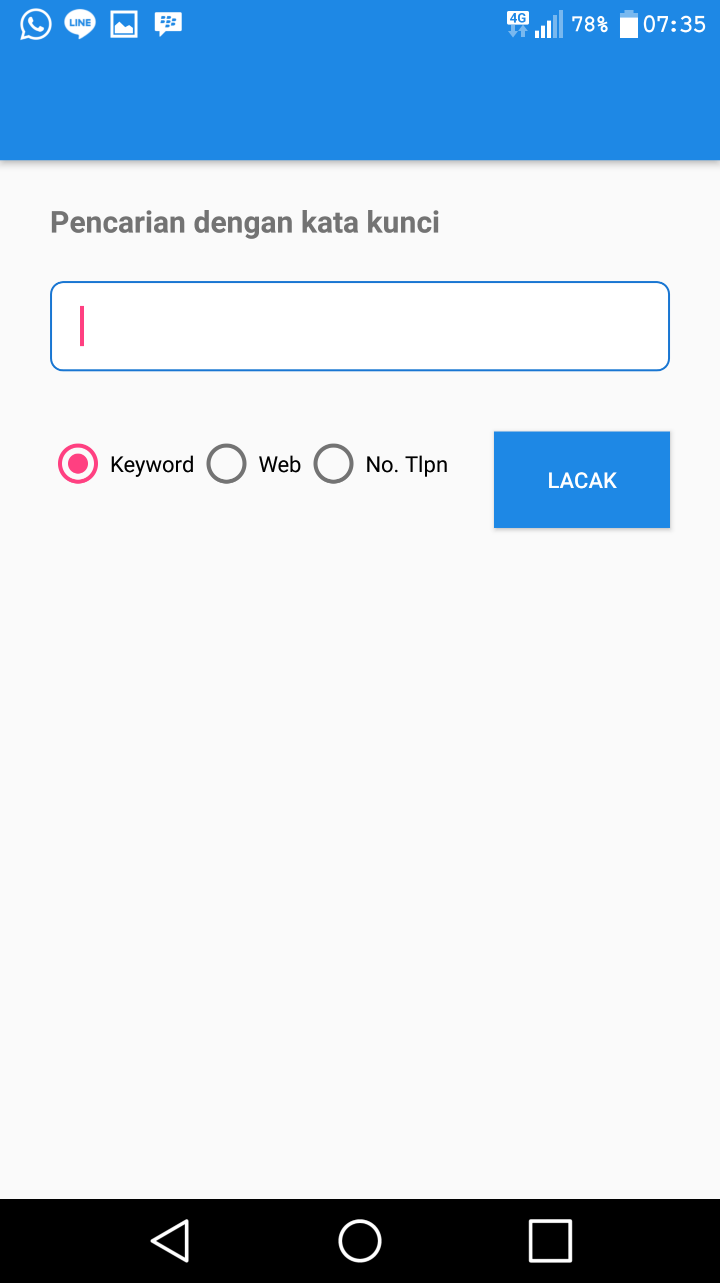 LINE 4G 78% 07:35
Pencarian dengan kata kunci
Keyword Web No. Tlpn LACAK